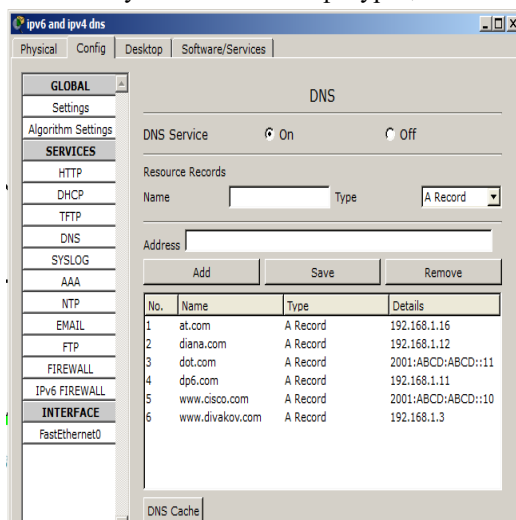 ipv6 and ipv4 dns
Physical Config Desktop Software/Services
GLOBAL
Settings
Algorithm Settings
SERVICES
HTTP
DHCP
TFTP
DNS
SYSLOG
AAA
NTP
EMAIL
FTP
FIREWALL
IPv6 FIREWALL
INTERFACE
FastEthernet0
DNS
DNS Service On Off
Resource Records
Name Type A Record
Address
Add Save Remove
No. Name Type Details
1 at.com A Record 192.168.1.16
2 diana.com A Record 192.168.1.12
3 dot.com A Record 2001:ABCD:ABCD::11
4 dp6.com A Record 192.168.1.11
5 www.cisco.com A Record 2001:ABCD:ABCD::10
6 www.divakov.com A Record 192.168.1.3
DNS Cache